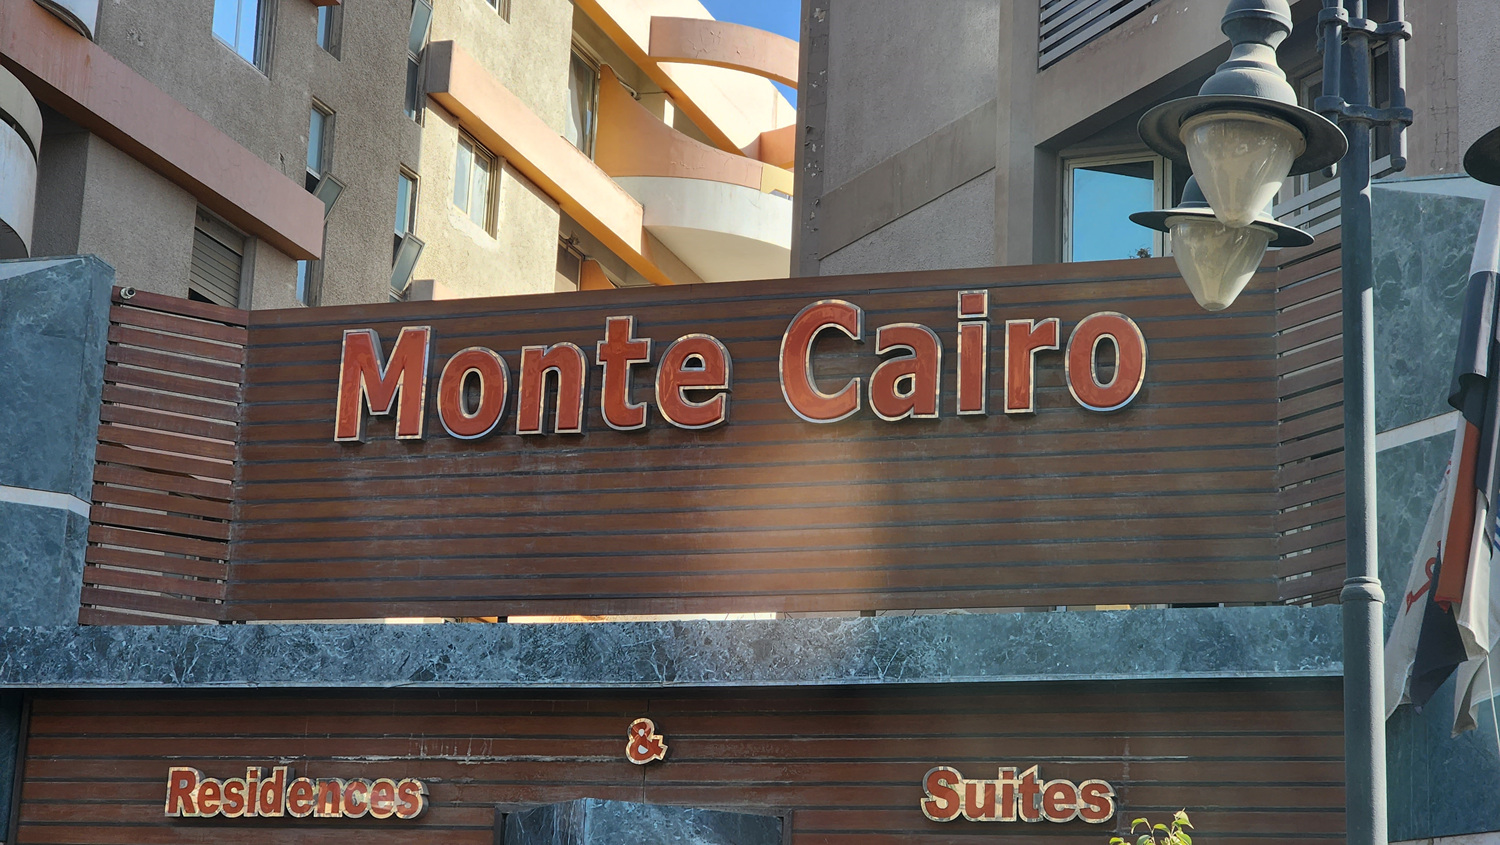 Monte Cairo
&
Residences Suites